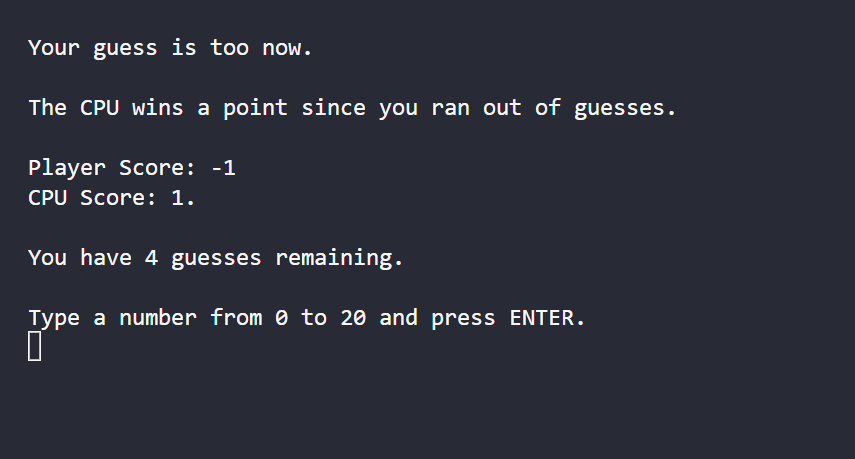 Your guess is too now.
The CPU wins a point since you ran out of guesses.
Player Score: -1
CPU Score: 1.
You have 4 guesses remaining.
Type a number from 0 to 20 and press ENTER.